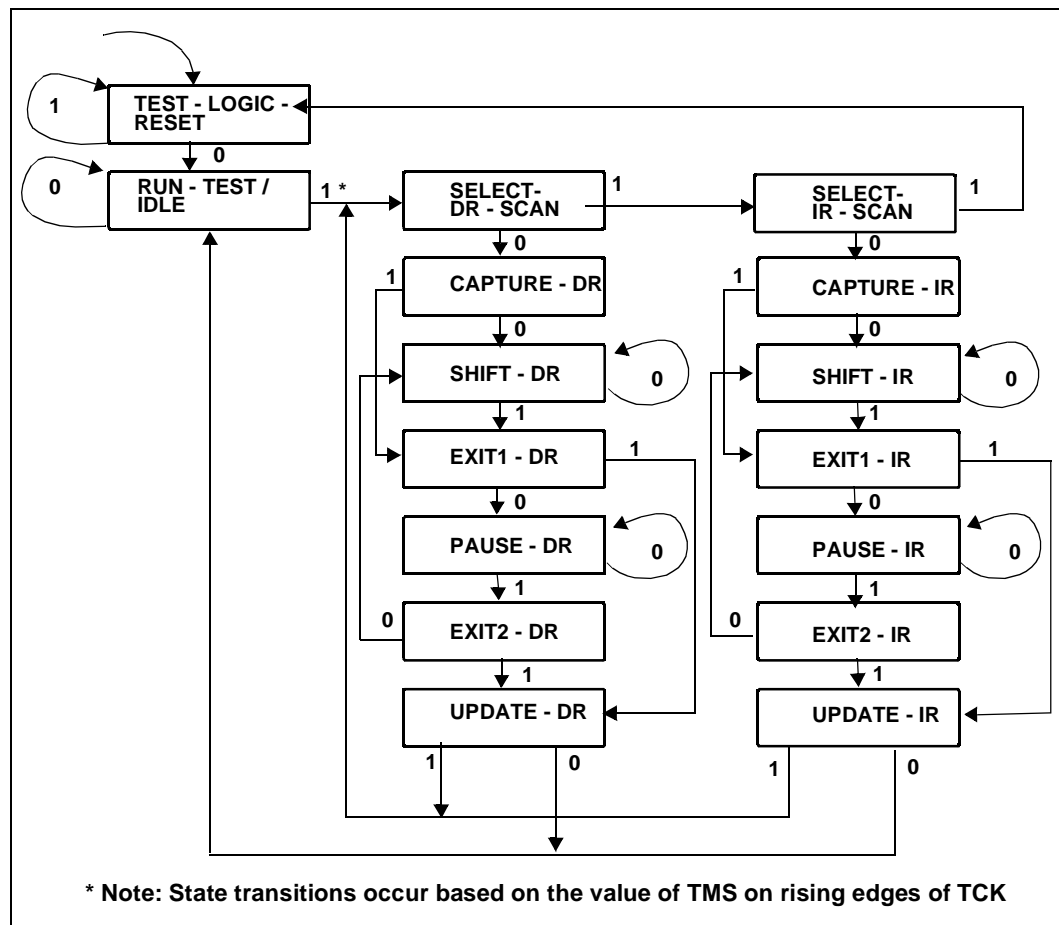 1
TEST - LOGIC -
RESET
0
0
RUN - TEST /
IDLE
1 *
SELECT-
DR - SCAN
1
SELECT-
IR - SCAN
1
0
0
1
CAPTURE - DR
1
CAPTURE - IR
0
0
SHIFT - DR
0
SHIFT - IR
0
1
1
EXIT1 - DR
1
EXIT1 - IR
1
0
0
PAUSE - DR
0
PAUSE - IR
0
1
1
0
EXIT2 - DR
0
EXIT2 - IR
1
1
UPDATE - DR
UPDATE - IR
1
0
1
0
* Note: State transitions occur based on the value of TMS on rising edges of TCK